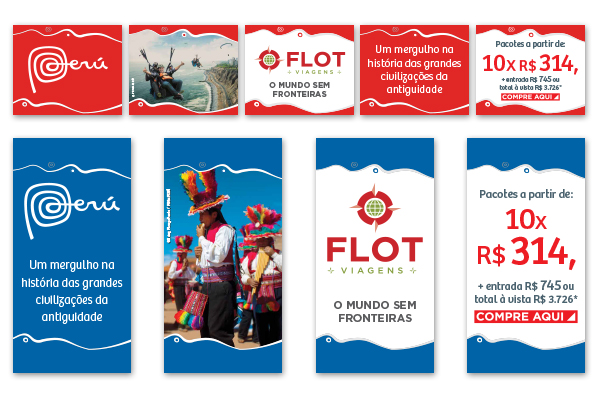 Perú
FLOT
VIAGENS
O MUNDO SEM
FRONTEIRAS
Um mergulho na
história das grandes
civilizações da
antiguidade
Pacotes a partir de:
10x R$ 314,
+ entrada R$ 745 ou
total à vista R$ 3.726*
COMPRE AQUI
Perú
Um mergulho na
história das grandes
civilizações da
antiguidade
FLOT
VIAGENS
O MUNDO SEM
FRONTEIRAS
Pacotes a partir de:
10x
R$ 314,
+ entrada R$ 745 ou
total à vista R$ 3.726*
COMPRE AQUI